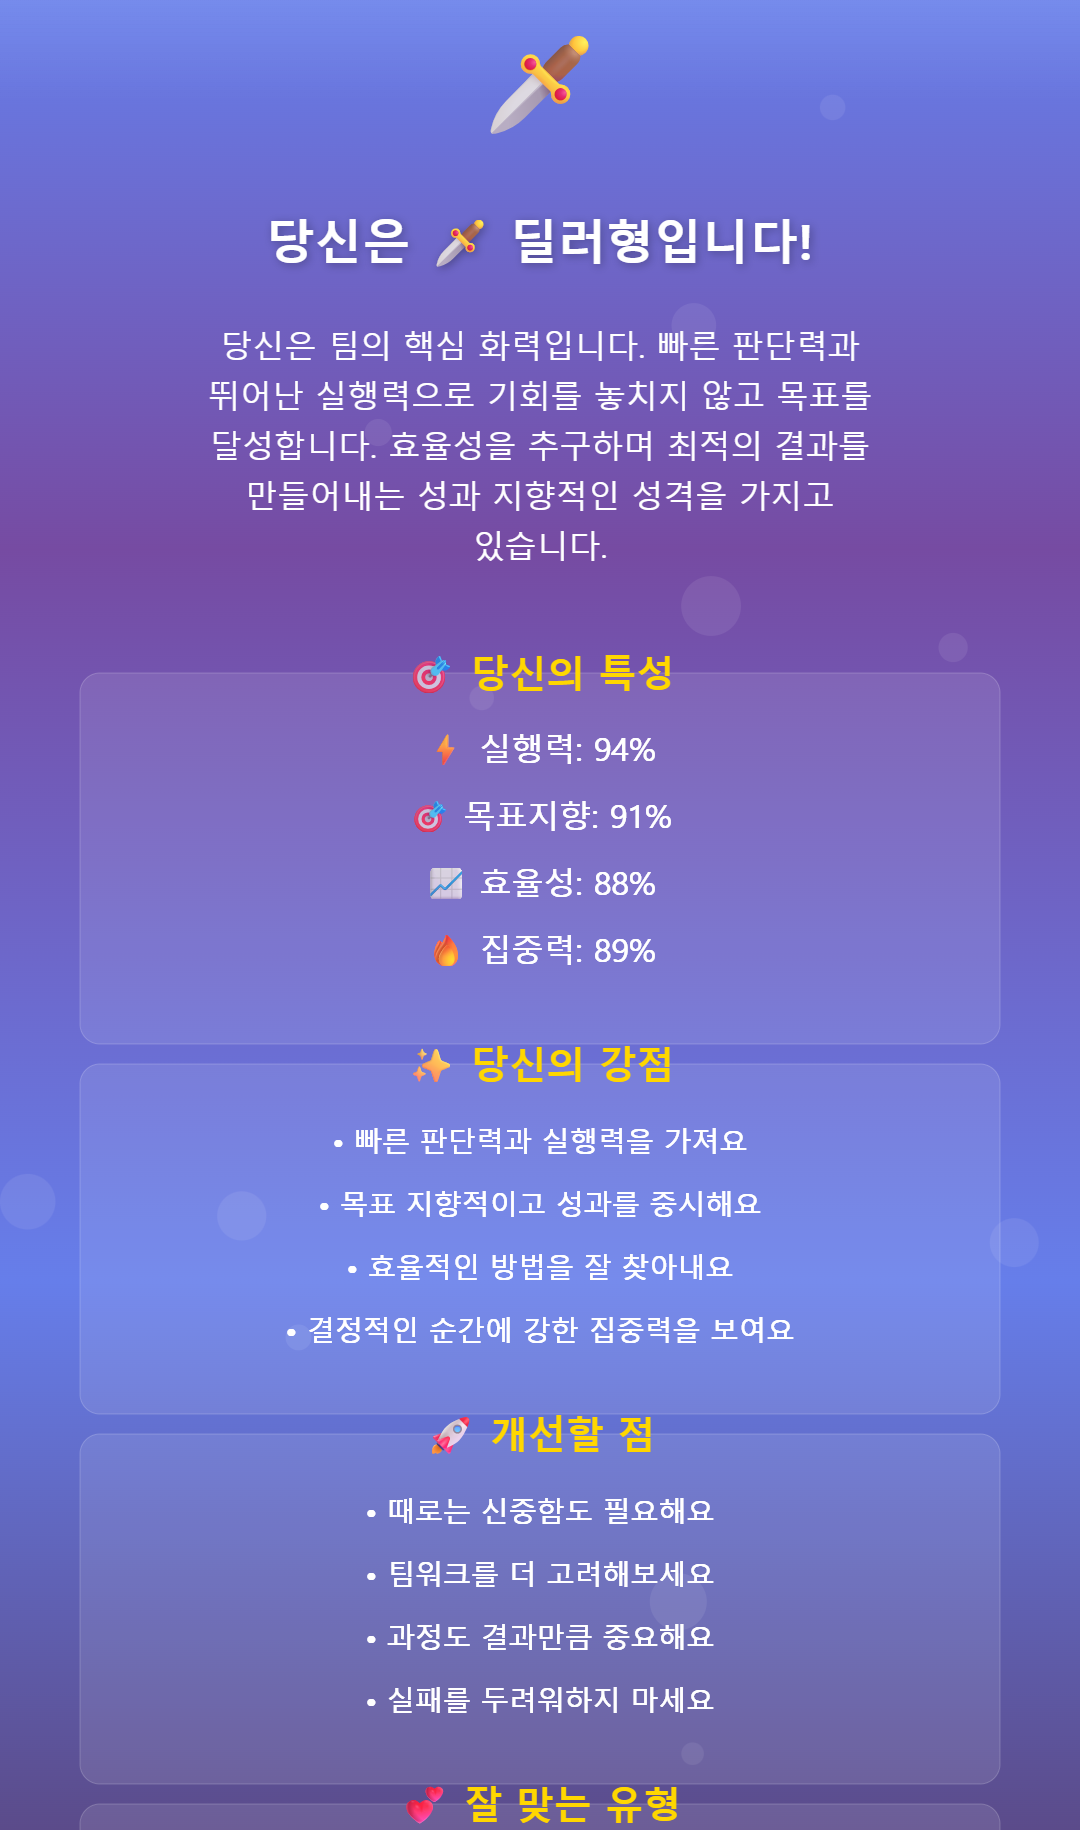 당신은 🗡️ 딜러형입니다!
당신은 팀의 핵심 화력입니다. 빠른 판단력과
뛰어난 실행력으로 기회를 놓치지 않고 목표를
달성합니다. 효율성을 추구하며 최적의 결과를
만들어내는 성과 지향적인 성격을 가지고
있습니다.
🎯 당신의 특성
⚡ 실행력: 94%
🎯 목표지향: 91%
📈 효율성: 88%
🔥 집중력: 89%
✨ 당신의 강점
• 빠른 판단력과 실행력을 가져요
• 목표 지향적이고 성과를 중시해요
• 효율적인 방법을 잘 찾아내요
• 결정적인 순간에 강한 집중력을 보여요
🚀 개선할 점
• 때로는 신중함도 필요해요
• 팀워크를 더 고려해보세요
• 과정도 결과만큼 중요해요
• 실패를 두려워하지 마세요
💕 잘 맞는 유형